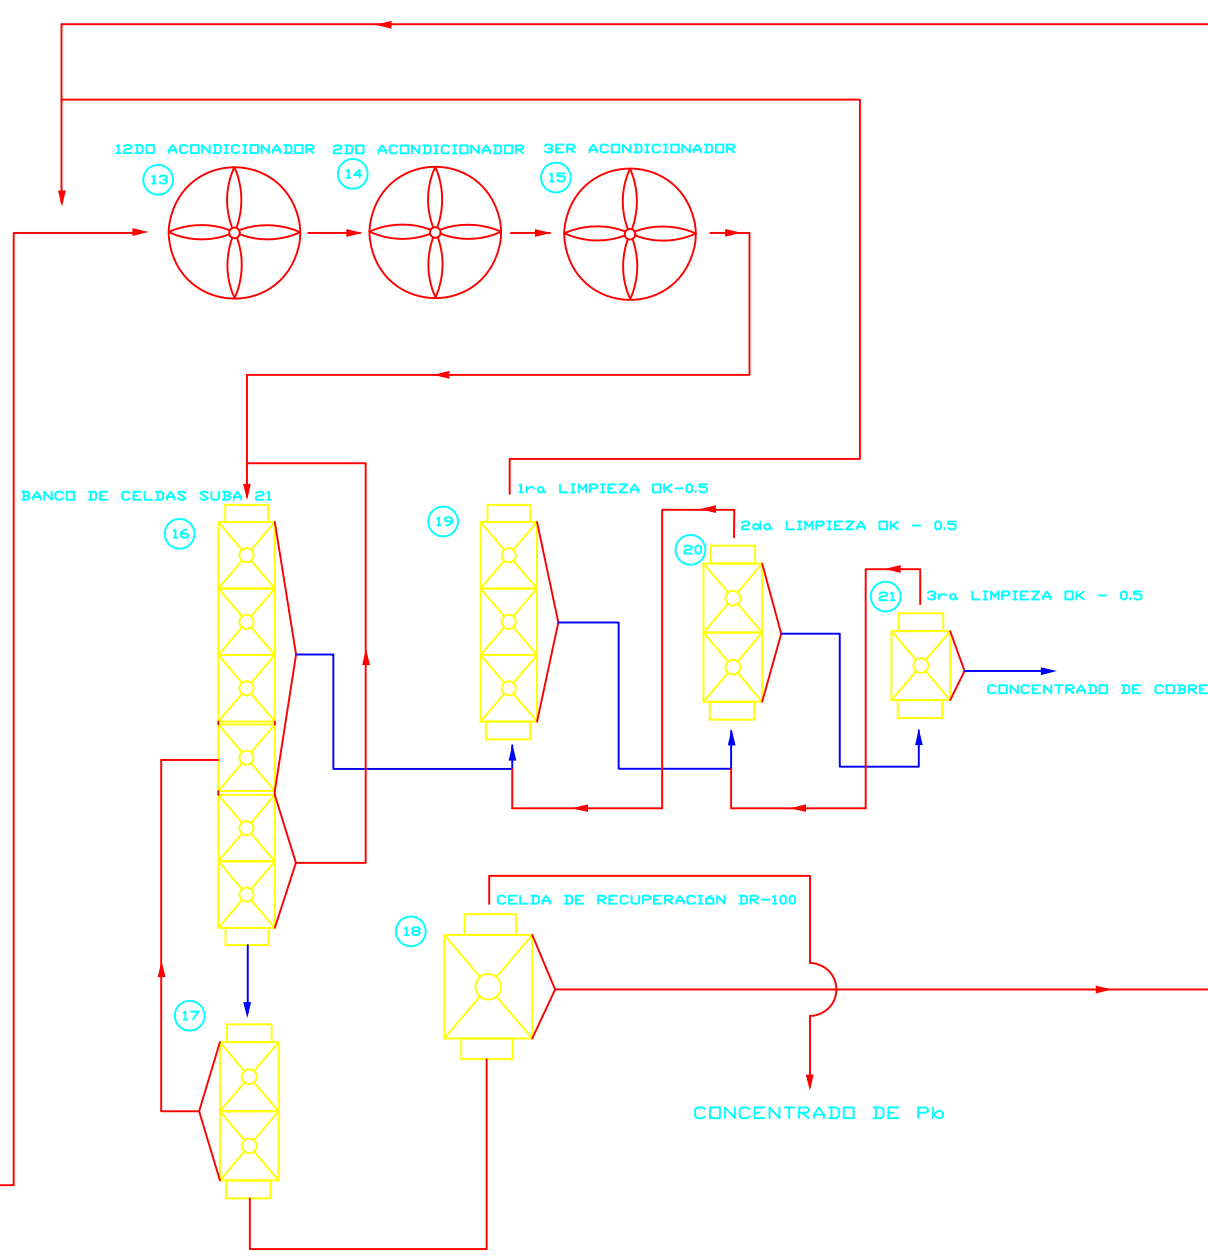 12DO ACONDICIONADOR
2DO ACONDICIONADOR
3ER ACONDICIONADOR
13
14
15
BANCO DE CELDAS SUBA 21
1ra LIMPIEZA OK-0.5
16
19
2da LIMPIEZA OK - 0.5
20
21
3ra LIMPIEZA OK - 0.5
CONCENTRADO DE COBRE
CELDA DE RECUPERACIóN DR-100
18
17
CONCENTRADO DE Pb